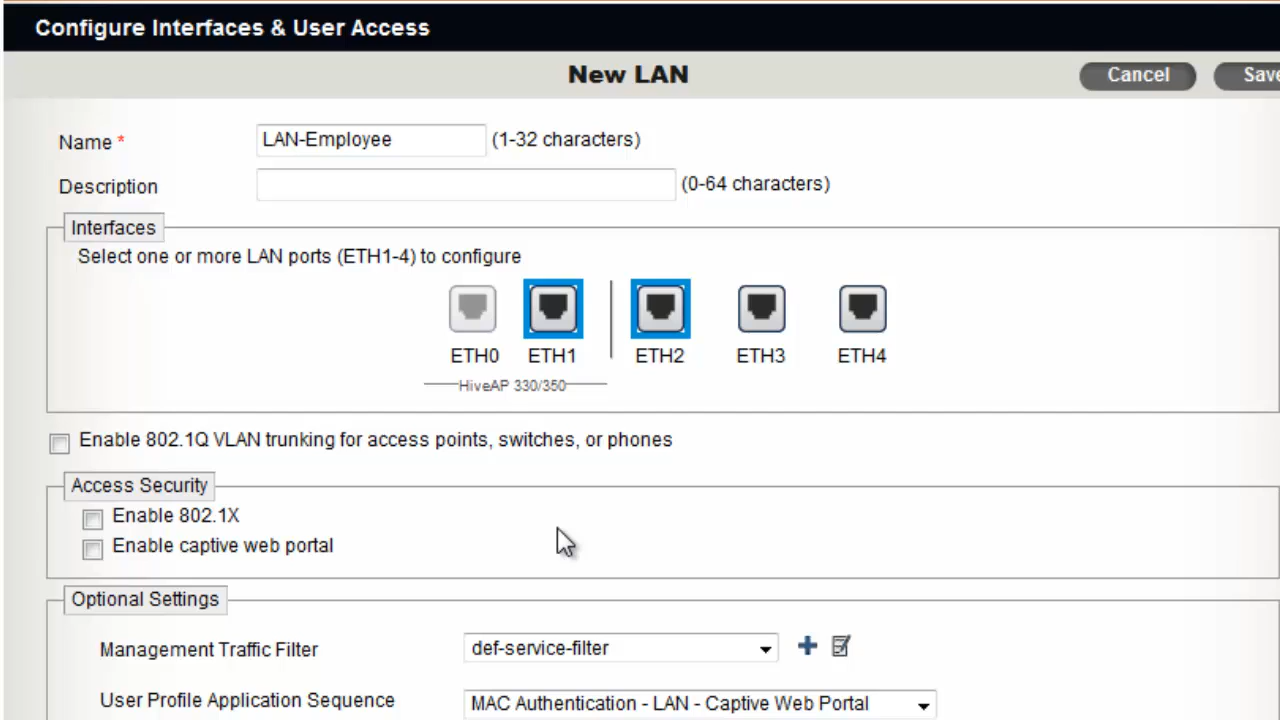 Configure Interfaces & User Access
New LAN
Cancel
Save
Name * LAN-Employee (1-32 characters)
Description (0-64 characters)
Interfaces
Select one or more LAN ports (ETH1-4) to configure
ETH0 ETH1 ETH2 ETH3 ETH4
HiveAP 330/350
Enable 802.1Q VLAN trunking for access points, switches, or phones
Access Security
Enable 802.1X
Enable captive web portal
Optional Settings
Management Traffic Filter def-service-filter
User Profile Application Sequence MAC Authentication - LAN - Captive Web Portal